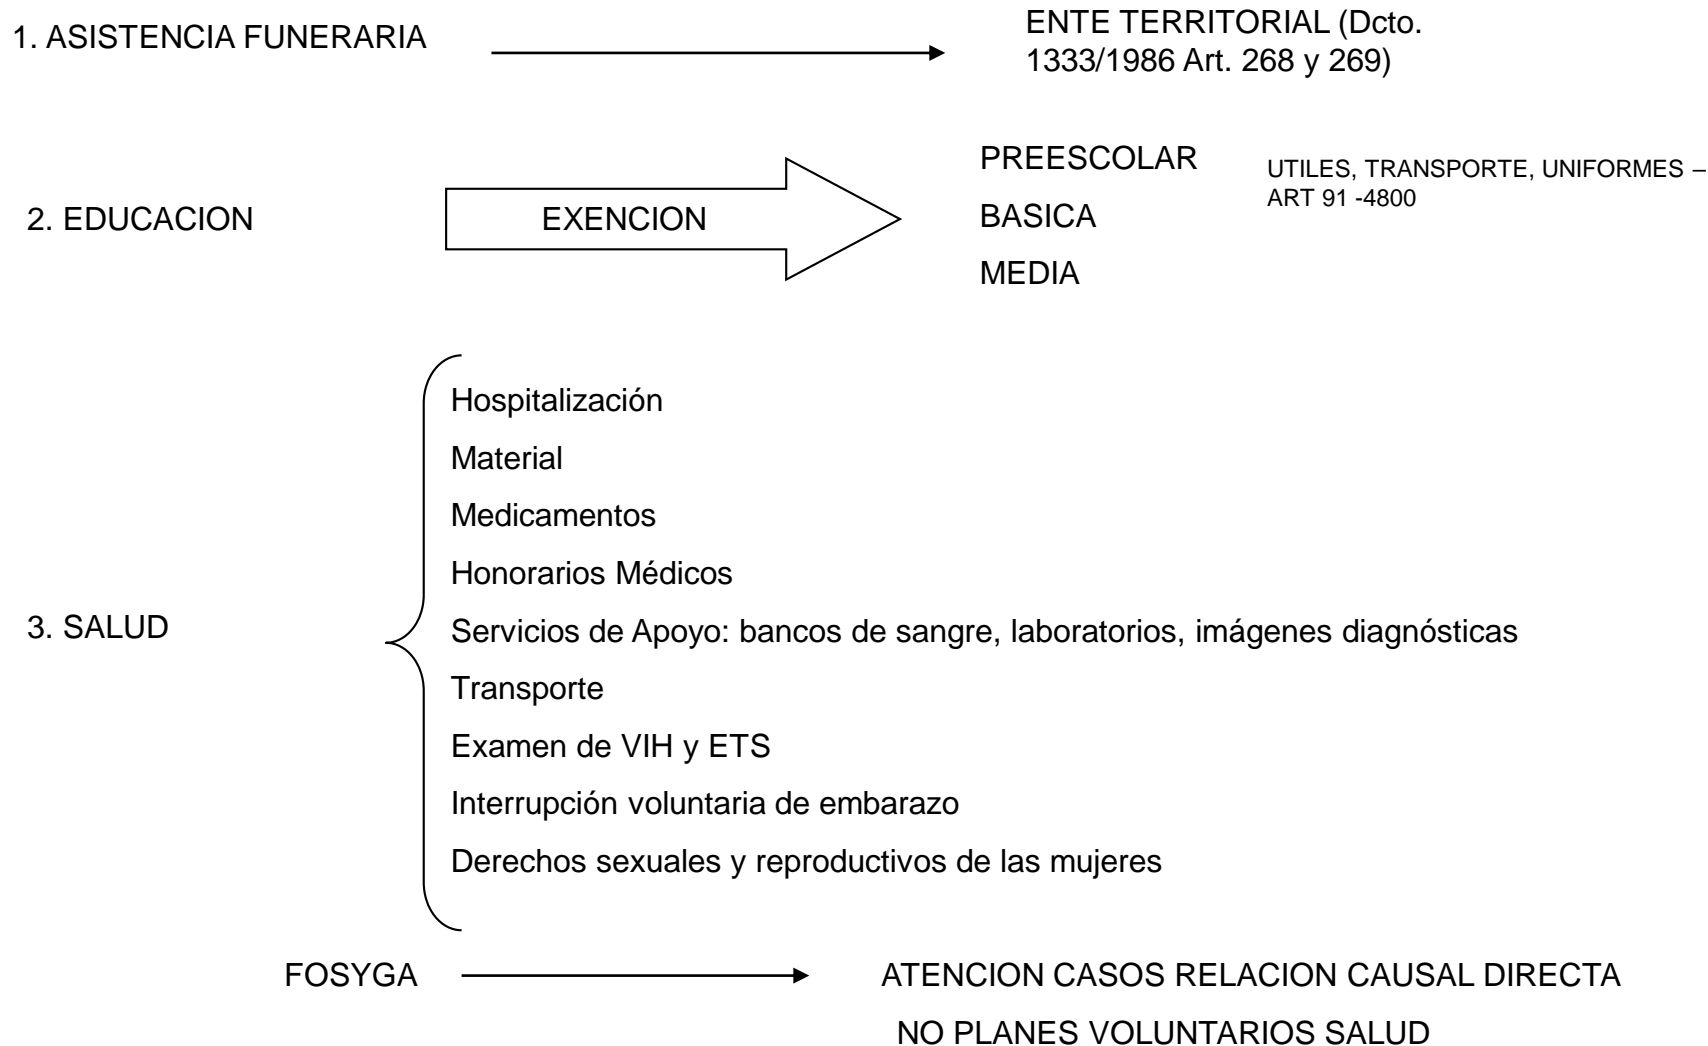 1. ASISTENCIA FUNERARIA
ENTE TERRITORIAL (Dcto.
1333/1986 Art. 268 y 269)
2. EDUCACION
EXENCION
PREESCOLAR
BASICA
MEDIA
UTILES, TRANSPORTE, UNIFORMES –
ART 91 -4800
3. SALUD
Hospitalización
Material
Medicamentos
Honorarios Médicos
Servicios de Apoyo: bancos de sangre, laboratorios, imágenes diagnósticas
Transporte
Examen de VIH y ETS
Interrupción voluntaria de embarazo
Derechos sexuales y reproductivos de las mujeres
FOSYGA
ATENCION CASOS RELACION CAUSAL DIRECTA
NO PLANES VOLUNTARIOS SALUD